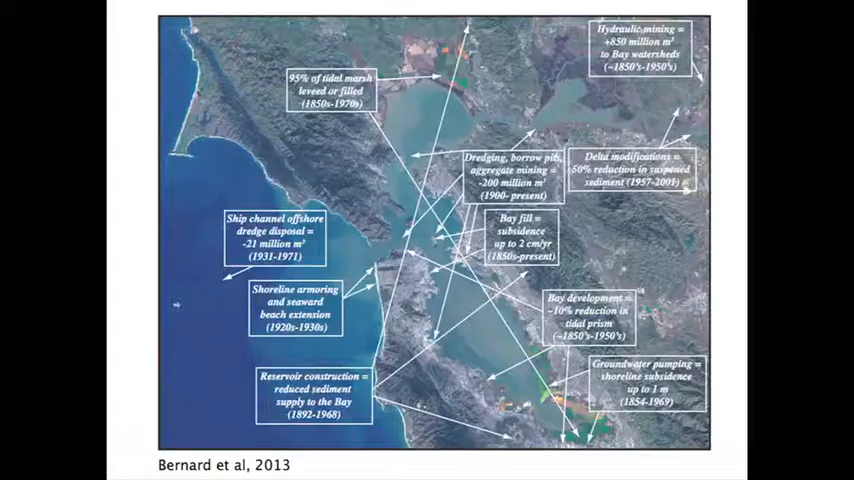 Hydraulic mining =
+850 million m³
to Bay watersheds
(~1850's-1950's)
95% of tidal marsh
leveed or filled
(1850s-1970s)
Dredging, borrow pits,
aggregate mining =
-200 million m³
(1900- present)
Delta modifications =
50% reduction in suspened
sediment (1957-2001)
Ship channel offshore
dredge disposal =
-21 million m³
(1931-1971)
Bay fill =
subsidence
up to 2 cm/yr
(1850s-present)
Shoreline armoring
and seaward
beach extension
(1920s-1930s)
Bay development =
~10% reduction in
tidal prism
(~1850's-1950's)
Reservoir construction =
reduced sediment
supply to the Bay
(1892-1968)
Groundwater pumping =
shoreline subsidence
up to 1 m
(1854-1969)
Bernard et al, 2013